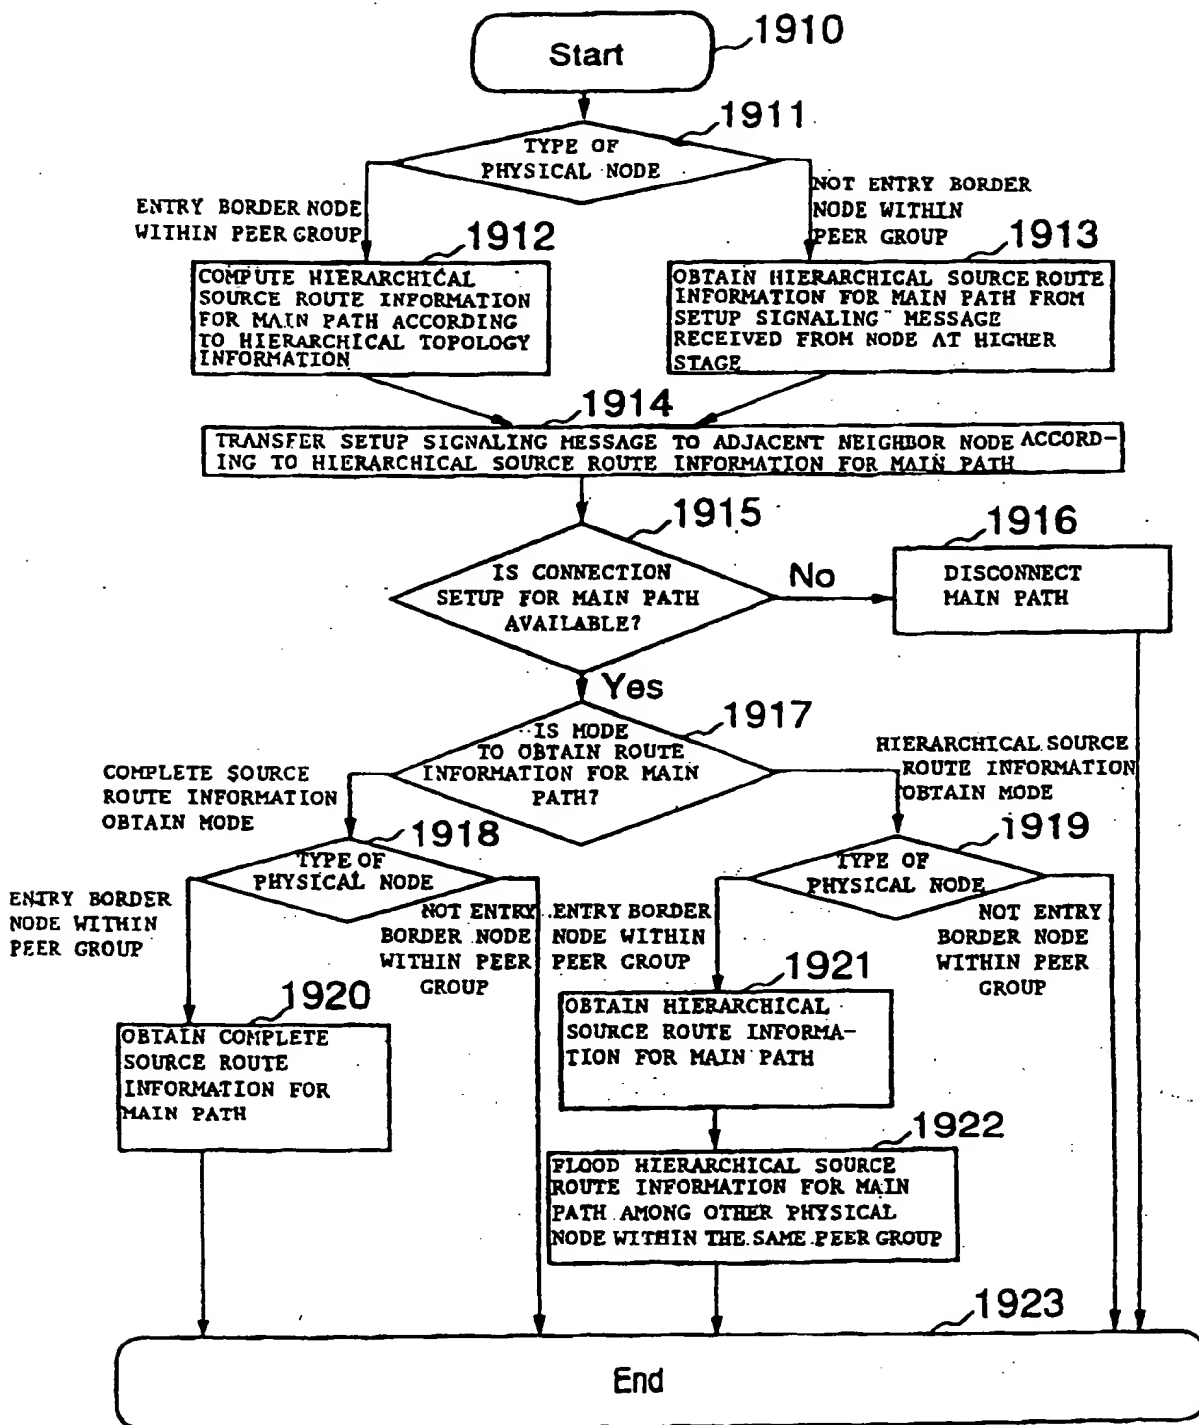 1910
Start
1911
TYPE OF
PHYSICAL NODE
ENTRY BORDER NODE
WITHIN PEER GROUP
NOT ENTRY BORDER
NODE WITHIN
PEER GROUP
1912
COMPUTE HIERARCHICAL
SOURCE ROUTE INFORMATION
FOR MAIN PATH ACCORDING
TO HIERARCHICAL TOPOLOGY
INFORMATION
1913
OBTAIN HIERARCHICAL SOURCE ROUTE
INFORMATION FOR MAIN PATH FROM
SETUP SIGNALING MESSAGE
RECEIVED FROM NODE AT HIGHER
STAGE
1914
TRANSFER SETUP SIGNALING MESSAGE TO ADJACENT NEIGHBOR NODE ACCORD-
ING TO HIERARCHICAL SOURCE ROUTE INFORMATION FOR MAIN PATH
1915
IS CONNECTION
SETUP FOR MAIN PATH
AVAILABLE?
No
1916
DISCONNECT
MAIN PATH
Yes
1917
IS MODE
TO OBTAIN ROUTE
INFORMATION FOR MAIN
PATH?
COMPLETE SOURCE
ROUTE INFORMATION
OBTAIN MODE
HIERARCHICAL SOURCE
ROUTE INFORMATION
OBTAIN MODE
1918
TYPE OF
PHYSICAL NODE
1919
TYPE OF
PHYSICAL NODE
ENTRY BORDER
NODE WITHIN
PEER GROUP
NOT ENTRY
BORDER NODE
WITHIN PEER
GROUP
ENTRY BORDER
NODE WITHIN
PEER GROUP
NOT ENTRY
BORDER NODE
WITHIN PEER
GROUP
1920
OBTAIN COMPLETE
SOURCE ROUTE
INFORMATION FOR
MAIN PATH
1921
OBTAIN HIERARCHICAL
SOURCE ROUTE INFORMA-
TION FOR MAIN PATH
1922
FLOOD HIERARCHICAL SOURCE
ROUTE INFORMATION FOR MAIN
PATH AMONG OTHER PHYSICAL
NODE WITHIN THE SAME PEER GROUP
1923
End